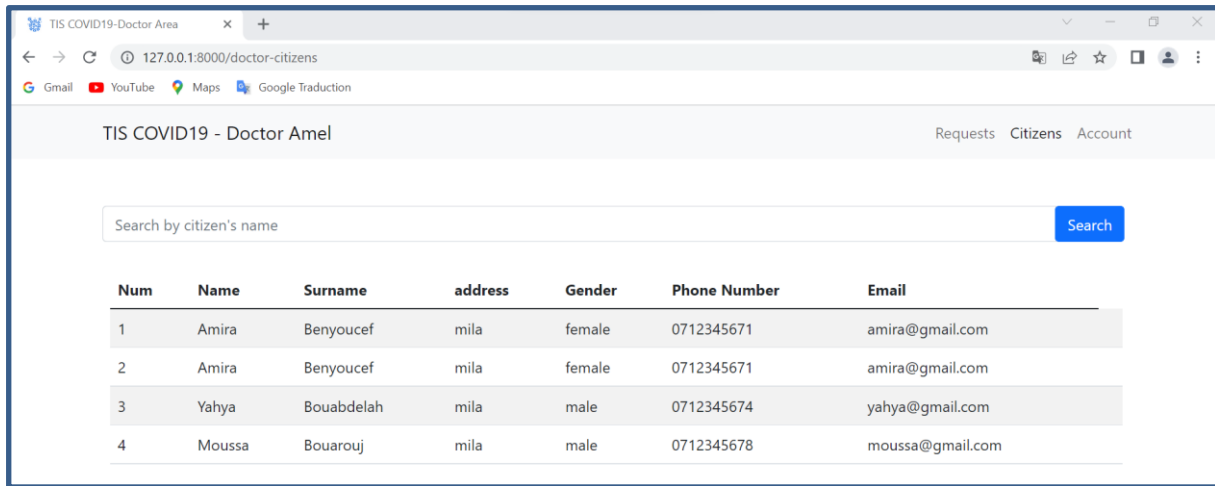 TIS COVID19-Doctor Area
127.0.0.1:8000/doctor-citizens
Gmail YouTube Maps Google Traduction
TIS COVID19 - Doctor Amel Requests Citizens Account
Search by citizen's name Search
Num Name Surname address Gender Phone Number Email
1 Amira Benyoucef mila female 0712345671 amira@gmail.com
2 Amira Benyoucef mila female 0712345671 amira@gmail.com
3 Yahya Bouabdelah mila male 0712345674 yahya@gmail.com
4 Moussa Bouarouj mila male 0712345678 moussa@gmail.com